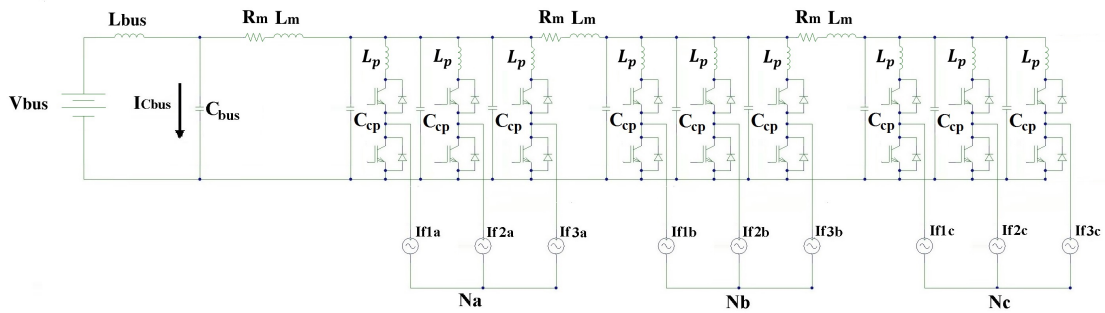 Lbus
Rm Lm
Rm Lm
Rm Lm
Lp Lp Lp Lp Lp Lp Lp Lp Lp
Vbus
ICbus
Cbus
Ccp Ccp Ccp Ccp Ccp Ccp Ccp Ccp Ccp
If1a If2a If3a If1b If2b If3b If1c If2c If3c
Na Nb Nc